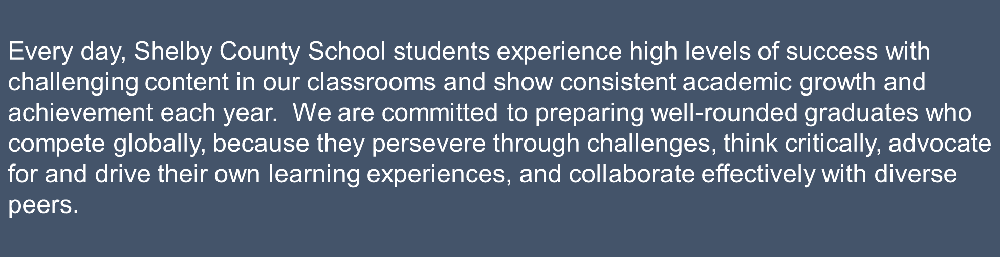 Every day, Shelby County School students experience high levels of success with
challenging content in our classrooms and show consistent academic growth and
achievement each year.  We are committed to preparing well-rounded graduates who
compete globally, because they persevere through challenges, think critically, advocate
for and drive their own learning experiences, and collaborate effectively with diverse
peers.